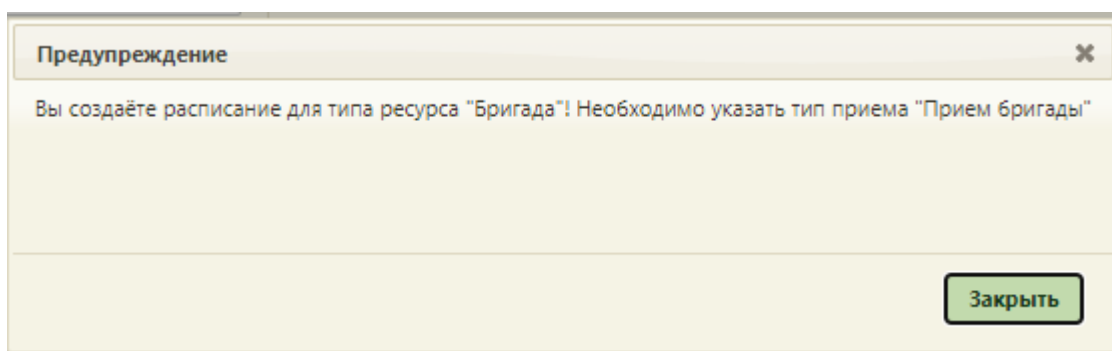 Предупреждение
Вы создаёте расписание для типа ресурса "Бригада"! Необходимо указать тип приема "Прием бригады"
Закрыть